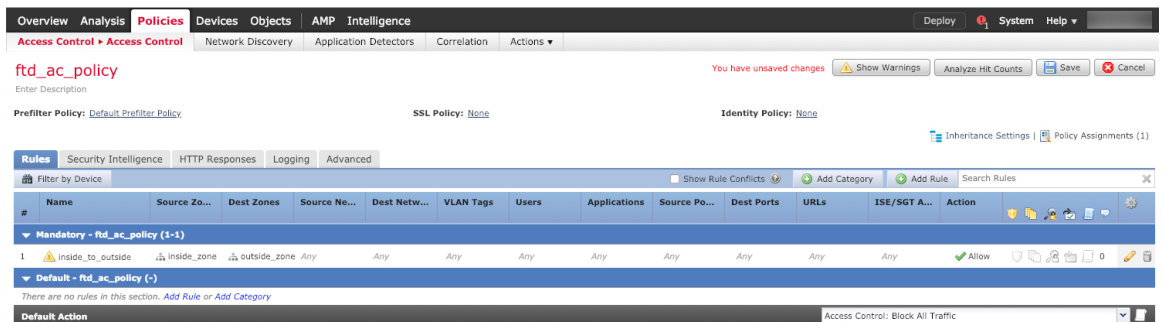 Overview Analysis Policies Devices Objects AMP Intelligence Deploy 1 System Help ▾
Access Control ▸ Access Control Network Discovery Application Detectors Correlation Actions ▾
ftd_ac_policy You have unsaved changes Show Warnings Analyze Hit Counts Save Cancel
Enter Description
Prefilter Policy: Default Prefilter Policy SSL Policy: None Identity Policy: None
Inheritance Settings | Policy Assignments (1)
Rules Security Intelligence HTTP Responses Logging Advanced
Filter by Device Show Rule Conflicts Add Category Add Rule Search Rules
# Name Source Zo... Dest Zones Source Ne... Dest Netw... VLAN Tags Users Applications Source Po... Dest Ports URLs ISE/SGT A... Action
Mandatory - ftd_ac_policy (1-1)
1 inside_to_outside inside_zone outside_zone Any Any Any Any Any Any Any Any Any Allow 0
Default - ftd_ac_policy (-)
There are no rules in this section. Add Rule or Add Category
Default Action Access Control: Block All Traffic